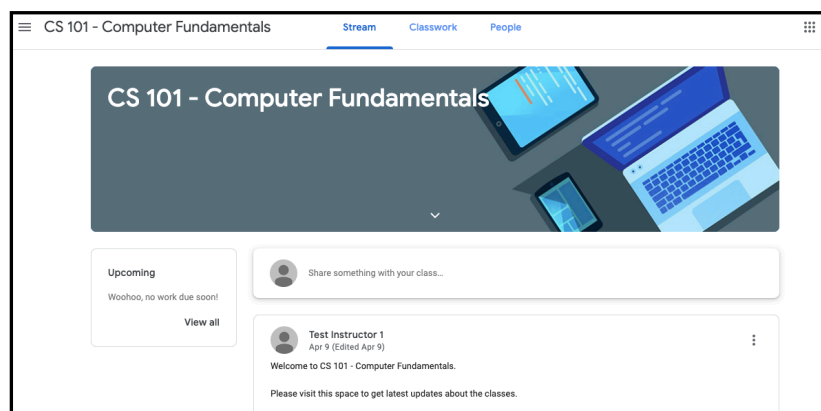 CS 101 - Computer Fundamentals
Stream Classwork People
CS 101 - Computer Fundamentals
Upcoming
Woohoo, no work due soon!
View all
Share something with your class...
Test Instructor 1
Apr 9 (Edited Apr 9)
Welcome to CS 101 - Computer Fundamentals.
Please visit this space to get latest updates about the classes.